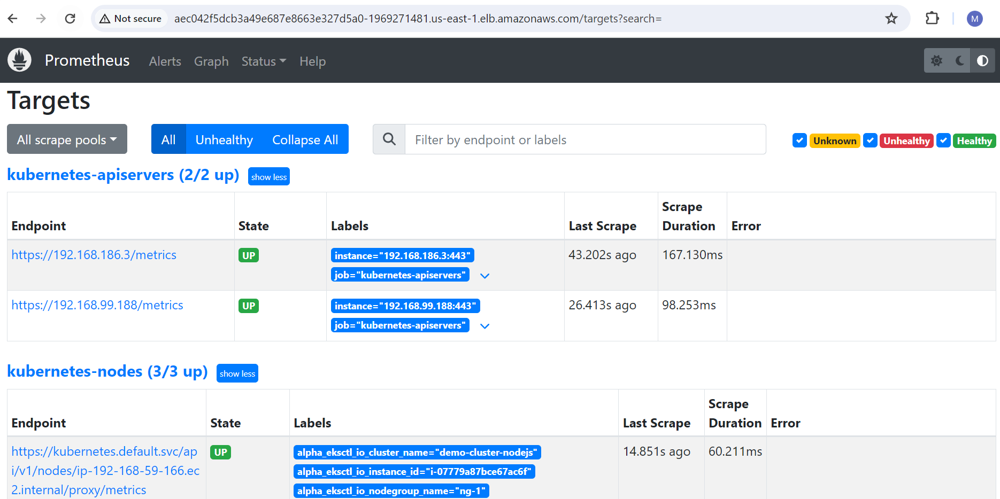 Not secure aec042f5dcb3a49e687e8663e327d5a0-1969271481.us-east-1.elb.amazonaws.com/targets?search= M
Prometheus Alerts Graph Status Help
Targets
All scrape pools All Unhealthy Collapse All Filter by endpoint or labels Unknown Unhealthy Healthy
kubernetes-apiservers (2/2 up) show less
Endpoint State Labels Last Scrape Scrape Duration Error
https://192.168.186.3/metrics UP instance="192.168.186.3:443" 43.202s ago 167.130ms
job="kubernetes-apiservers"
https://192.168.99.188/metrics UP instance="192.168.99.188:443" 26.413s ago 98.253ms
job="kubernetes-apiservers"
kubernetes-nodes (3/3 up) show less
Endpoint State Labels Last Scrape Scrape Duration Error
https://kubernetes.default.svc/ap UP alpha_eksctl_io_cluster_name="demo-cluster-nodejs" 14.851s ago 60.211ms
i/v1/nodes/ip-192-168-59-166.ec alpha_eksctl_io_instance_id="i-07779a87bce67ac6f"
2.internal/proxy/metrics alpha_eksctl_io_nodegroup_name="ng-1"